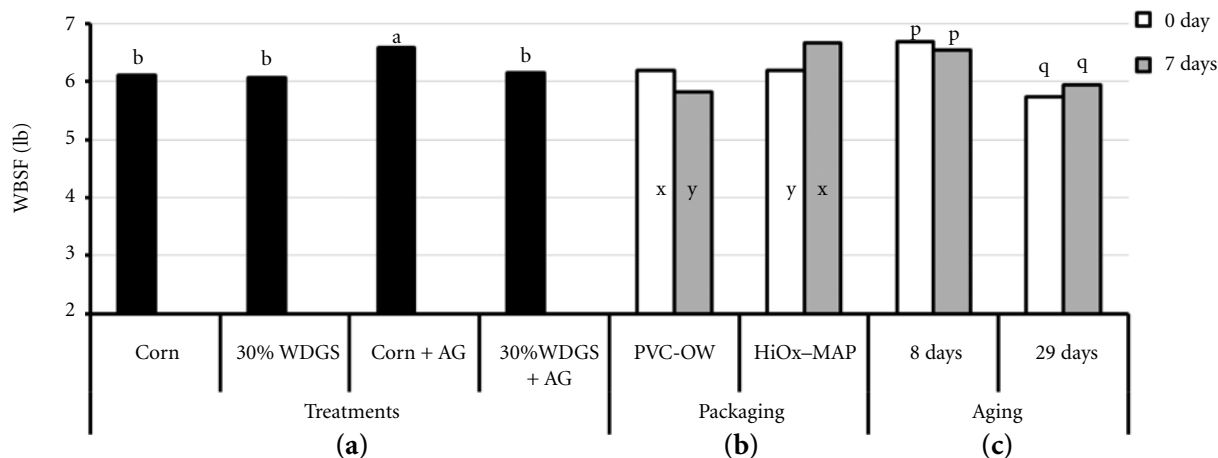 7
6
5
4
3
2
WBSF (lb)
b
b
a
b
x
y
y
x
p
p
q
q
0 day
7 days
Corn
30% WDGS
Corn + AG
30%WDGS
+ AG
PVC-OW
HiOx–MAP
8 days
29 days
Treatments
Packaging
Aging
(a)
(b)
(c)